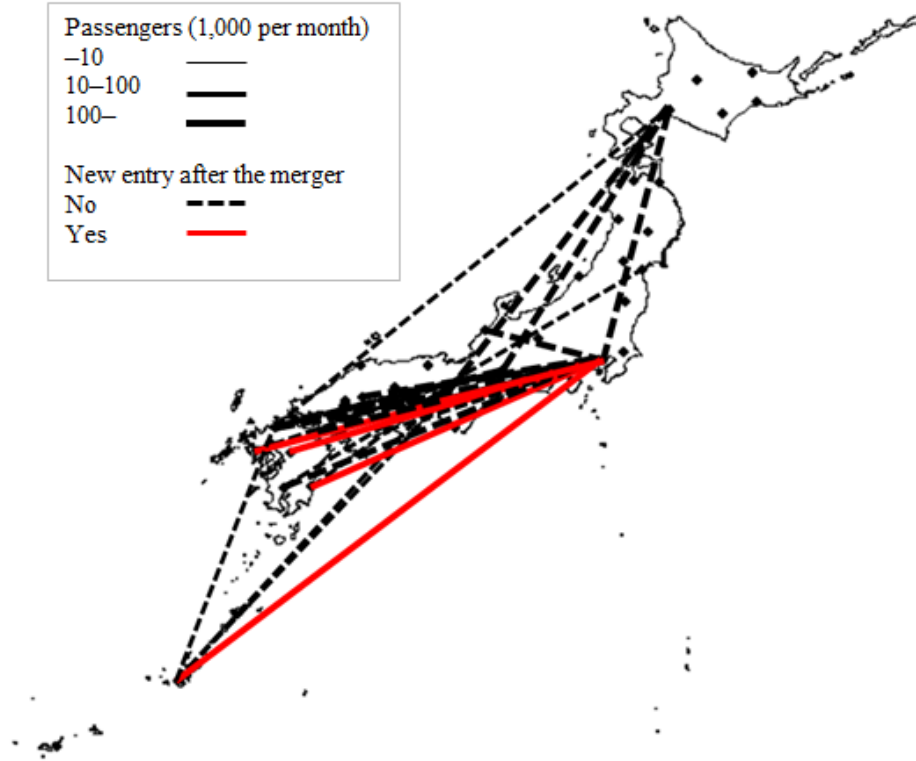 Passengers (1,000 per month)
–10
10–100
100–
New entry after the merger
No
Yes